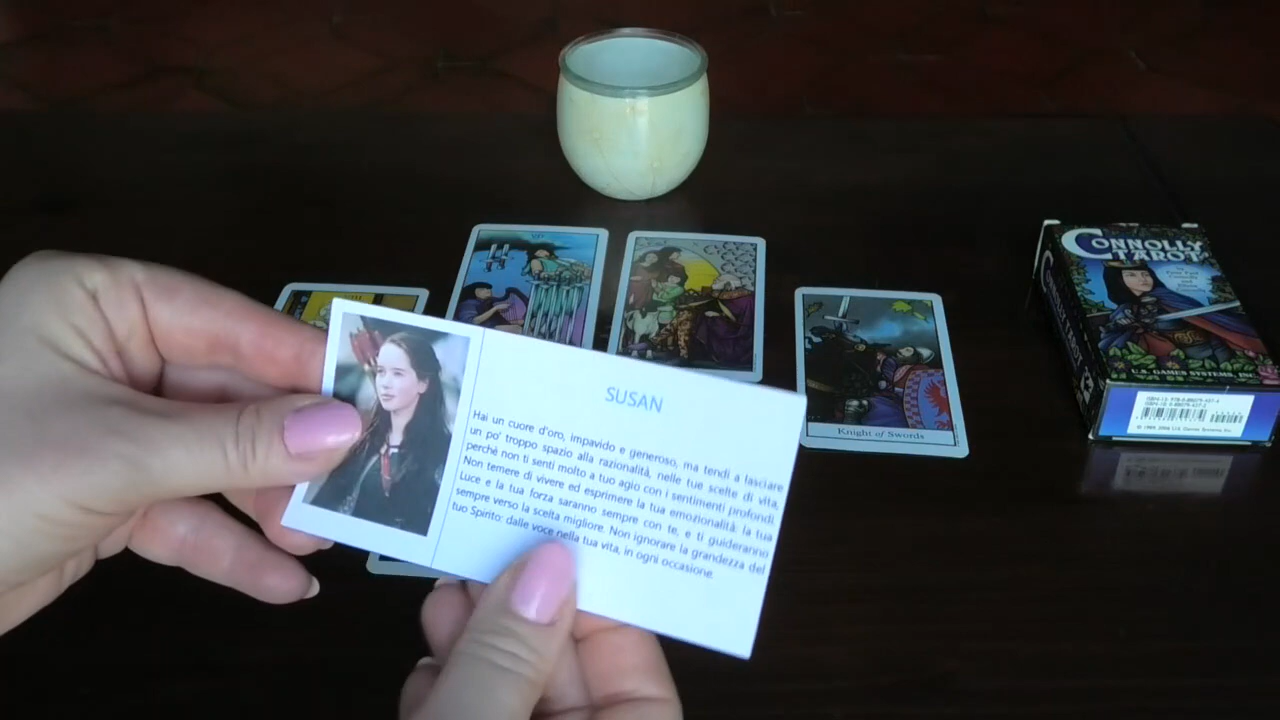 SUSAN
Hai un cuore d'oro, impavido e generoso, ma tendi a lasciare
un po' troppo spazio alla razionalità, nelle tue scelte di vita,
perché non ti senti molto a tuo agio con i sentimenti profondi.
Non temere di vivere ed esprimere la tua emozionalità: la tua
Luce e la tua forza saranno sempre con te, e ti guideranno
sempre verso la scelta migliore. Non ignorare la grandezza del
tuo Spirito: dalle voce nella tua vita, in ogni occasione.
Knight of Swords
CONNOLLY
TAROT
U.S. GAMES SYSTEMS, INC.
CONNOLLY TAROT